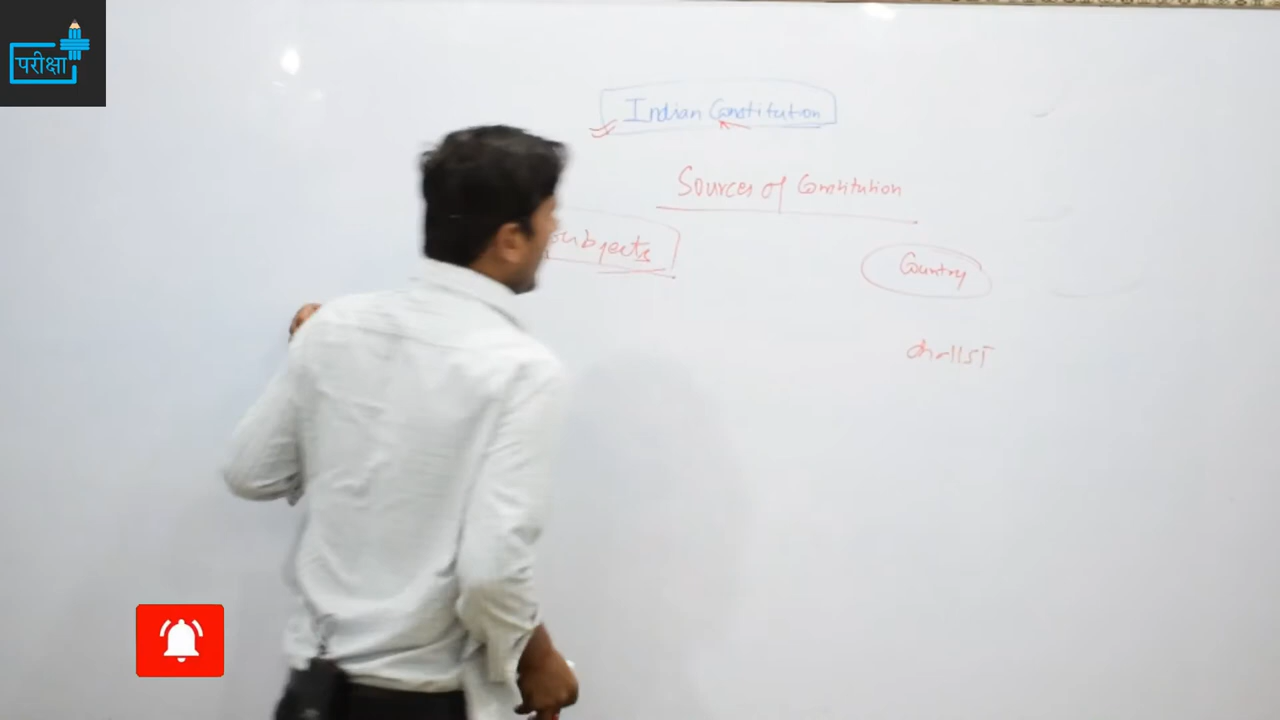 परीक्षा
Indian Constitution
Sources of Constitution
Subjects
Country